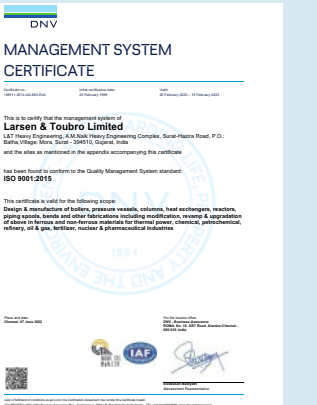 DNV
MANAGEMENT SYSTEM
CERTIFICATE
Certificate no.:
Initial certification date:
Valid:
This is to certify that the management system of
Larsen & Toubro Limited
L&T Heavy Engineering, A.M.Naik Heavy Engineering Complex, Surat-Hazira Road, P.O.:
Batha,Village: Mora, Surat - 394510, Gujarat, India
and the sites as mentioned in the appendix accompanying this certificate
has been found to conform to the Quality Management System standard:
ISO 9001:2015
This certificate is valid for the following scope:
Design & manufacture of boilers, pressure vessels, columns, heat exchangers, reactors,
piping spools, bends and other fabrications including modification, revamp & upgradation
of above in ferrous and non-ferrous materials for thermal power, chemical, petrochemical,
refinery, oil & gas, fertilizer, nuclear & pharmaceutical industries
Place and date:
Chennai, 07 June 2022
For the issuing office:
DNV - Business Assurance
IAF
Management Representative